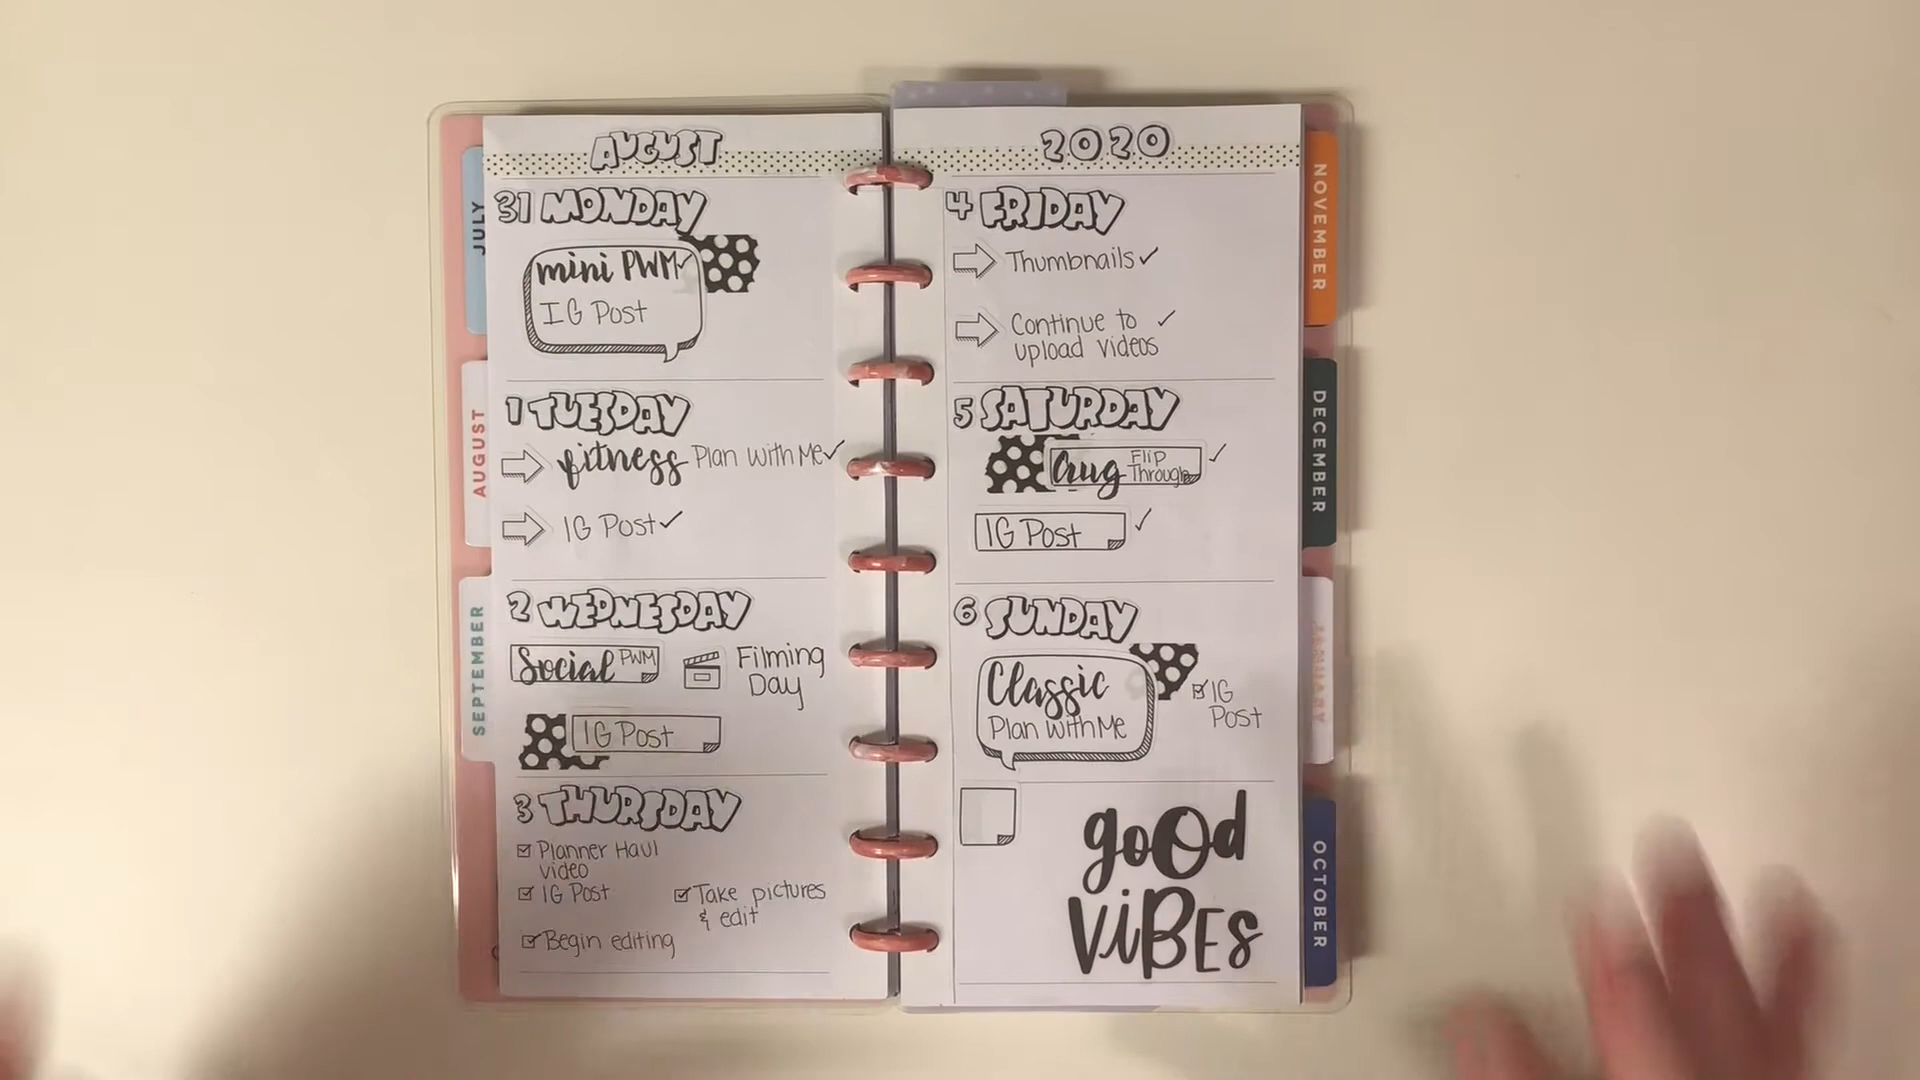 AUGUST
31 MONDAY
mini PWM✓
IG Post
1 TUESDAY
fitness Plan With Me✓
IG Post✓
2 WEDNESDAY
Social PWM
Filming
Day
IG Post
3 THURSDAY
Planner Haul
video
IG Post
Take pictures
& edit
Begin editing
2020
4 FRIDAY
Thumbnails✓
Continue to ✓
upload videos
5 SATURDAY
Aug Flip
Through ✓
IG Post ✓
6 SUNDAY
Classic
Plan With Me
IG
Post
good
ViBES
JULY
AUGUST
SEPTEMBER
NOVEMBER
DECEMBER
JANUARY
OCTOBER